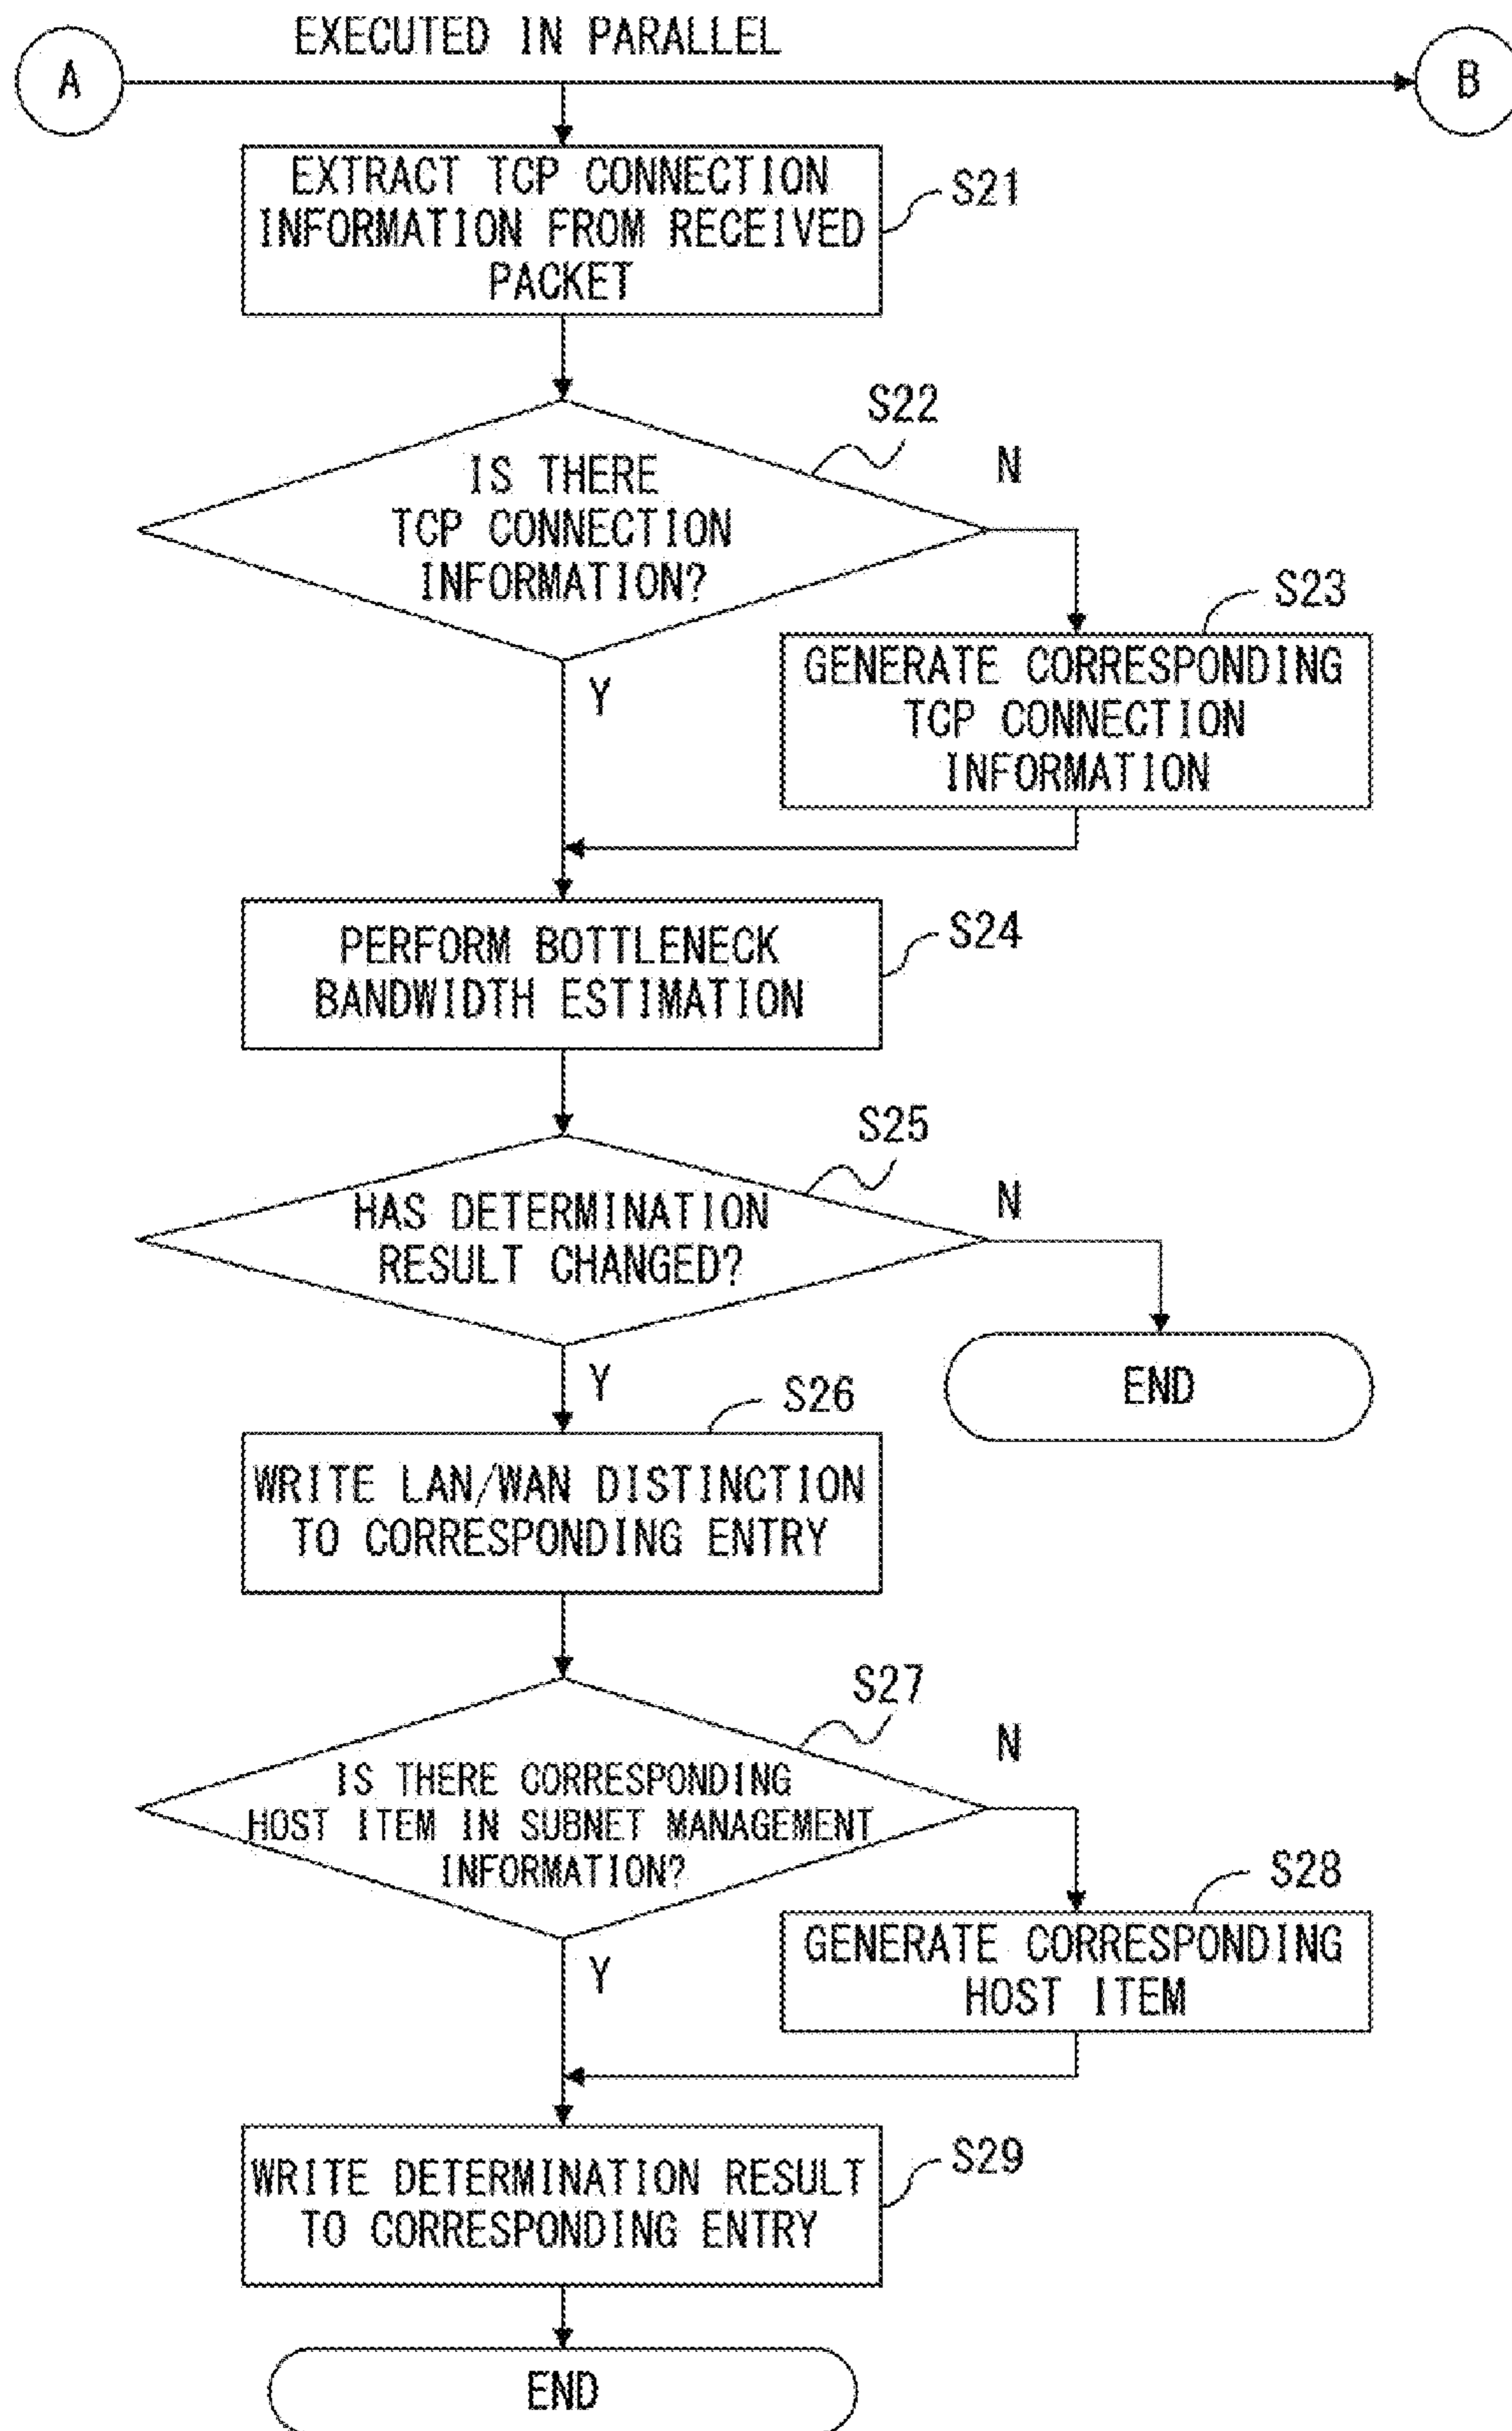 EXECUTED IN PARALLEL
A
B
EXTRACT TCP CONNECTION
INFORMATION FROM RECEIVED
PACKET
S21
S22
IS THERE
TCP CONNECTION
INFORMATION?
N
Y
S23
GENERATE CORRESPONDING
TCP CONNECTION
INFORMATION
PERFORM BOTTLENECK
BANDWIDTH ESTIMATION
S24
S25
HAS DETERMINATION
RESULT CHANGED?
N
END
Y
S26
WRITE LAN/WAN DISTINCTION
TO CORRESPONDING ENTRY
S27
IS THERE CORRESPONDING
HOST ITEM IN SUBNET MANAGEMENT
INFORMATION?
N
Y
S28
GENERATE CORRESPONDING
HOST ITEM
WRITE DETERMINATION RESULT
TO CORRESPONDING ENTRY
S29
END